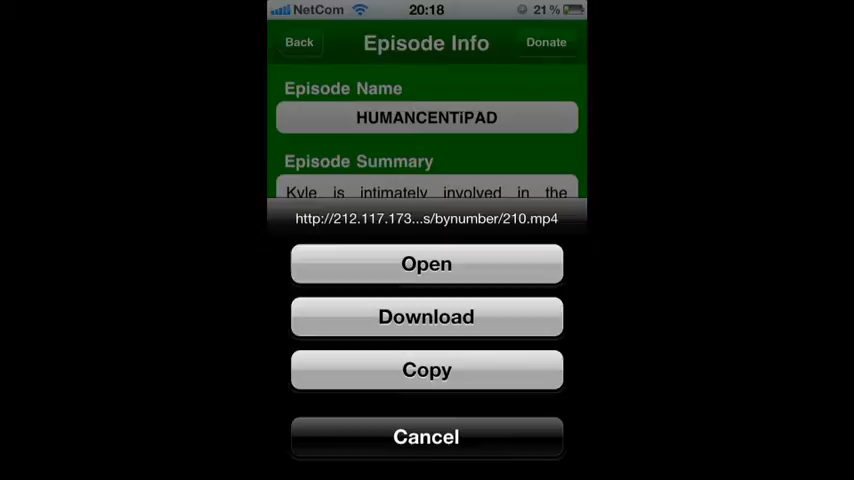 NetCom 20:18 21 %
Back Episode Info Donate
Episode Name
HUMANCENTiPAD
Episode Summary
Kyle is intimately involved in the
http://212.117.173...s/bynumber/210.mp4
Open
Download
Copy
Cancel